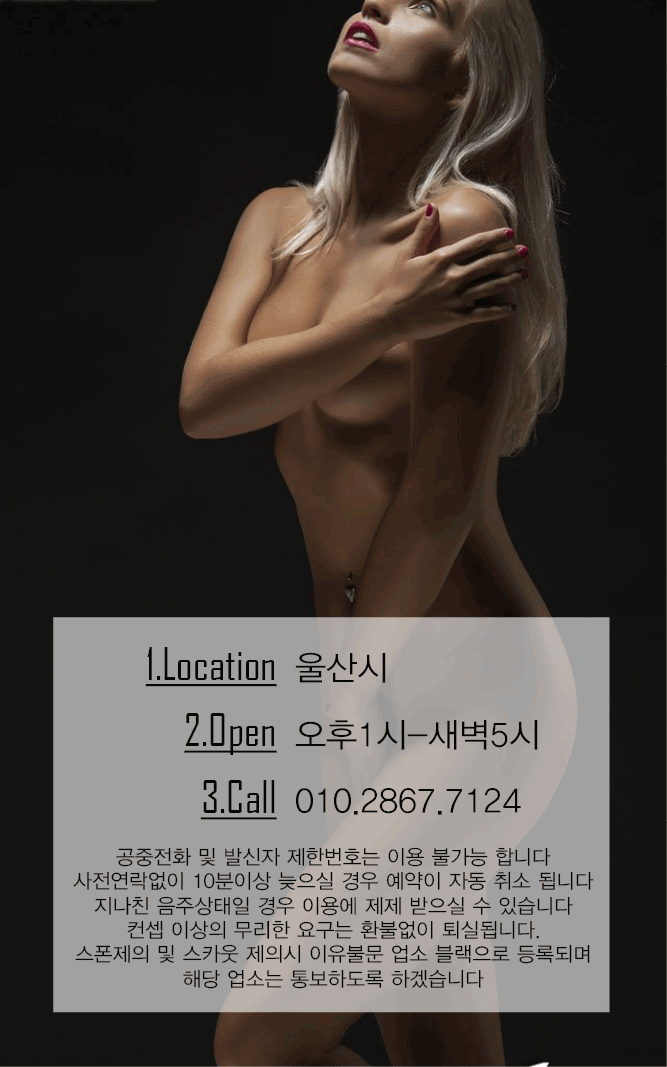 1.Location 울산시
2.Open 오후1시-새벽5시
3.Call 010.2867.7124
공중전화 및 발신자 제한번호는 이용 불가능 합니다
사전연락없이 10분이상 늦으실 경우 예약이 자동 취소 됩니다
지나친 음주상태일 경우 이용에 제제 받으실 수 있습니다
컨셉 이상의 무리한 요구는 환불없이 퇴실됩니다.
스폰제의 및 스카웃 제의시 이유불문 업소 블랙으로 등록되며
해당 업소는 통보하도록 하겠습니다